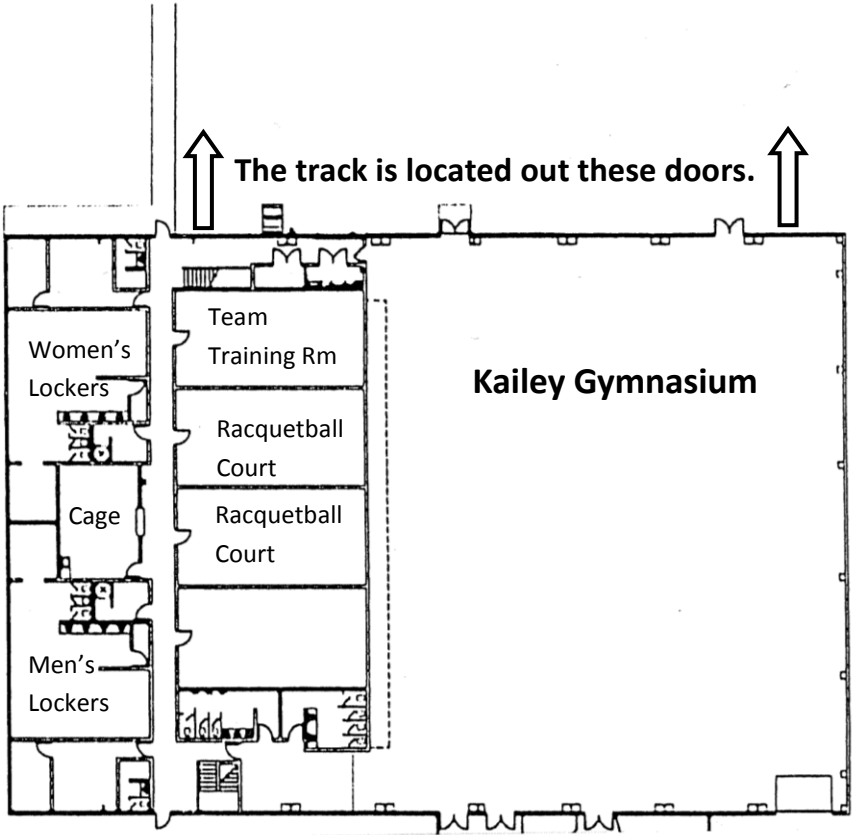 The track is located out these doors.
Team
Training Rm
Women’s
Lockers
Kailey Gymnasium
Racquetball
Court
Cage
Racquetball
Court
Men’s
Lockers